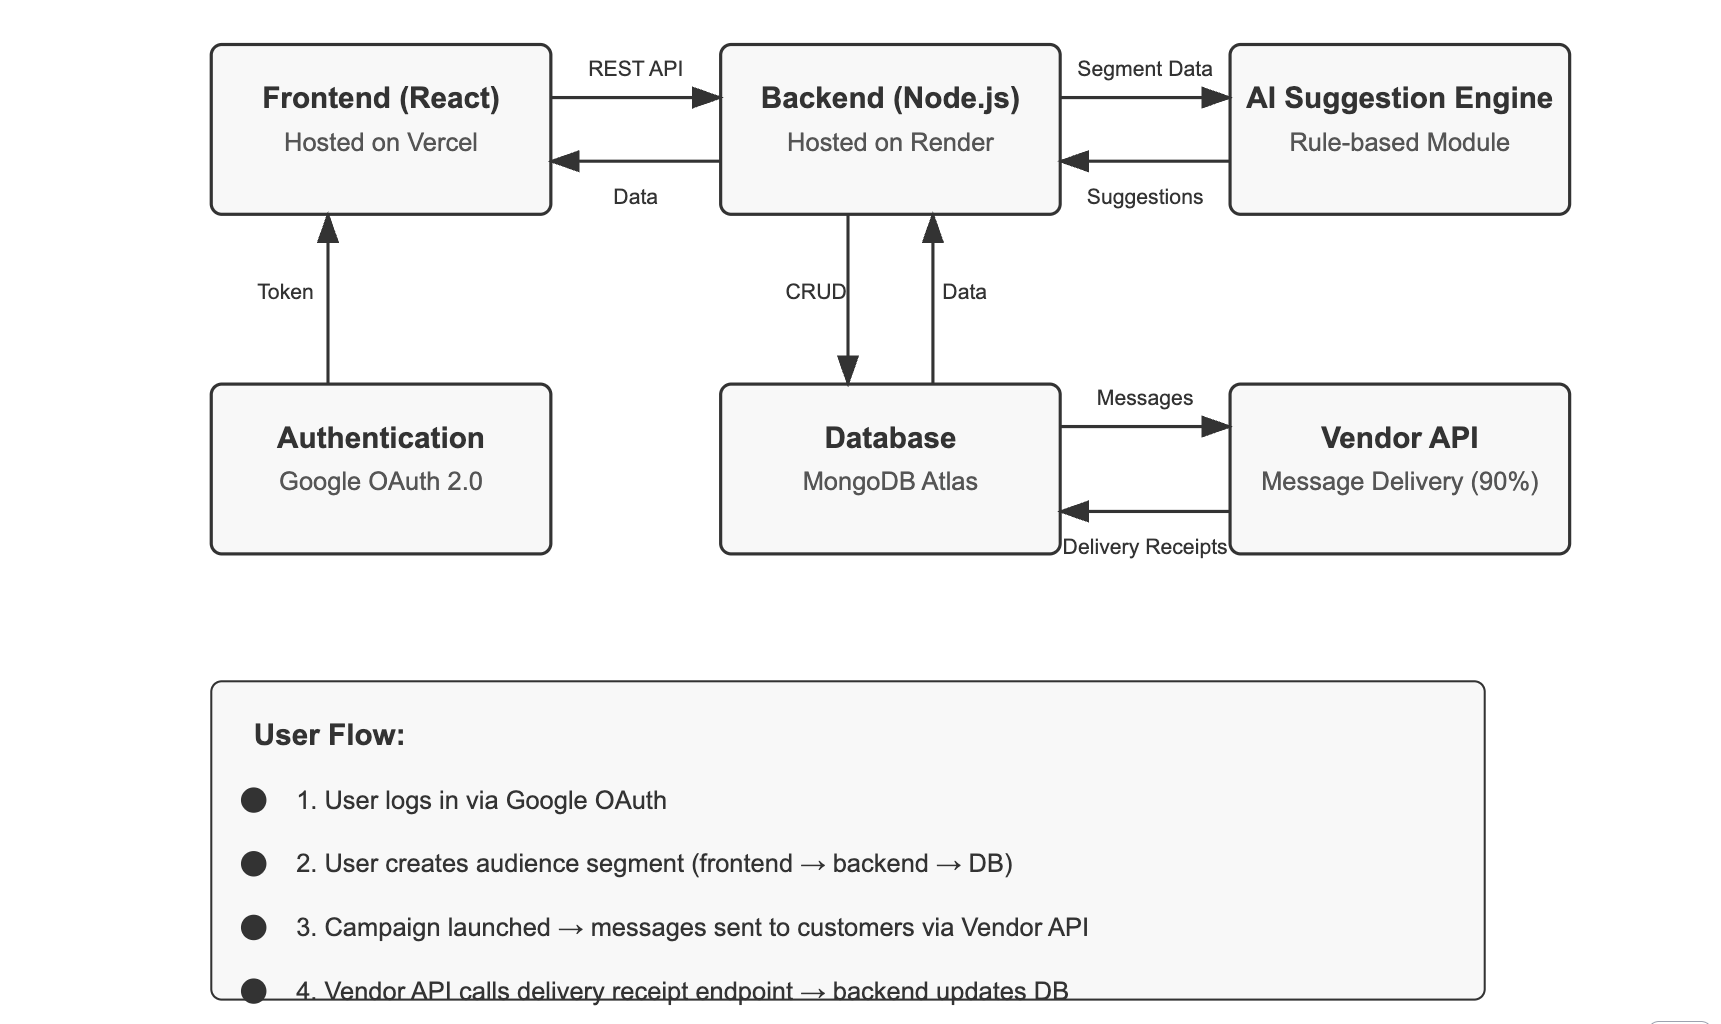 Frontend (React)
Hosted on Vercel
REST API
Data
Backend (Node.js)
Hosted on Render
Segment Data
Suggestions
AI Suggestion Engine
Rule-based Module
Token
CRUD
Data
Authentication
Google OAuth 2.0
Database
MongoDB Atlas
Messages
Delivery Receipts
Vendor API
Message Delivery (90%)
User Flow:
1. User logs in via Google OAuth
2. User creates audience segment (frontend → backend → DB)
3. Campaign launched → messages sent to customers via Vendor API
4. Vendor API calls delivery receipt endpoint → backend updates DB